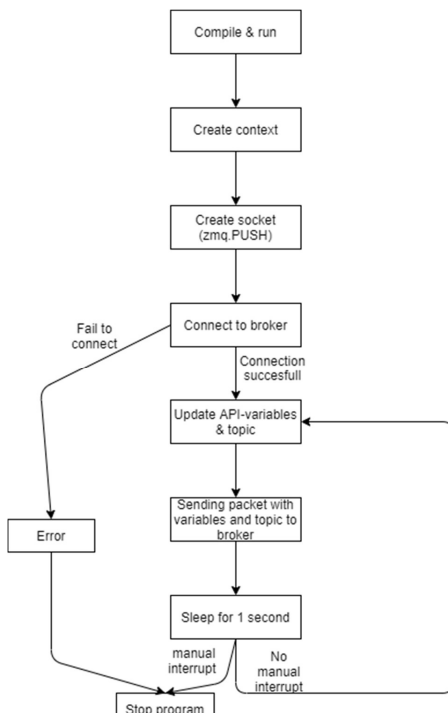 Compile & run
Create context
Create socket
(zmq.PUSH)
Connect to broker
Fail to
connect
Connection
succesfull
Update API-variables
& topic
Sending packet with
variables and topic to
broker
Error
Sleep for 1 second
manual
interrupt
No
manual
interrupt
Stop program